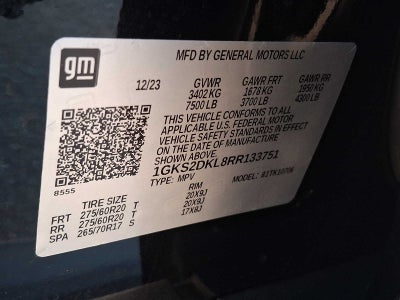 gm
MFD BY GENERAL MOTORS LLC
12/23 GVWR GAWR FRT GAWR RR
3402 KG 1678 KG 1950 KG
7500 LB 3700 LB 4300 LB
THIS VEHICLE CONFORMS TO ALL
APPLICABLE U.S. FEDERAL MOTOR
VEHICLE SAFETY STANDARDS IN EFFECT
ON THE DATE OF MANUFACTURE
SHOWN ABOVE.
1GKS2DKL8RR133751
TYPE: MPV MODEL: 81TK10706
8555
TIRE SIZE RIM
FRT 275/60R20 T 20X9J
RR 275/60R20 T 20X9J
SPA 265/70R17 S 17X8J